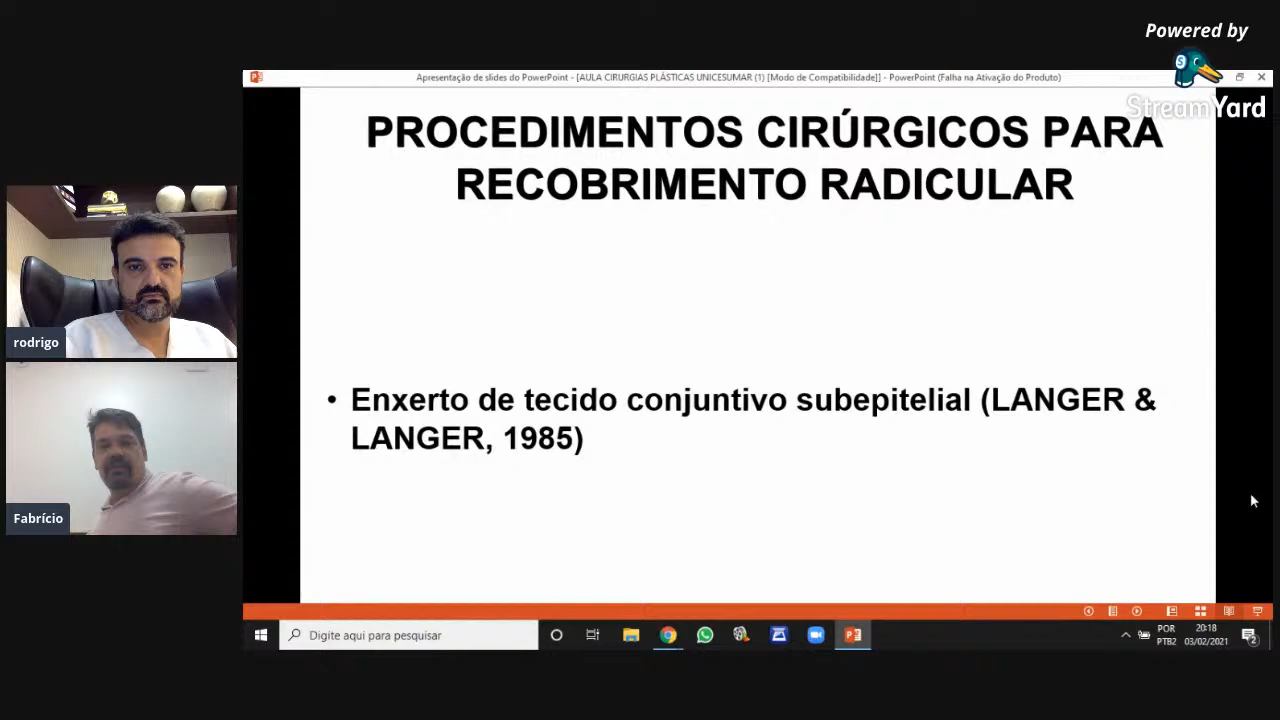 Powered by
StreamYard
Apresentação de slides do PowerPoint - [AULA CIRURGIAS PLÁSTICAS UNICESUMAR (1) [Modo de Compatibilidade]] - PowerPoint (Falha na Ativação do Produto)
PROCEDIMENTOS CIRÚRGICOS PARA
RECOBRIMENTO RADICULAR
• Enxerto de tecido conjuntivo subepitelial (LANGER &
LANGER, 1985)
rodrigo
Fabrício
Digite aqui para pesquisar
POR
PTB2
20:18
03/02/2021
2